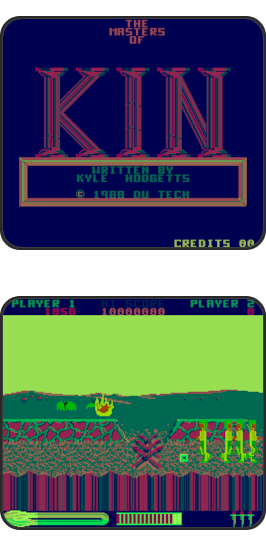 THE
MASTERS
OF
KIN
WRITTEN BY
KYLE HODGETTS
© 1988 DU TECH
CREDITS 00
PLAYER 1 HI SCORE PLAYER 2
1050 10000000 0